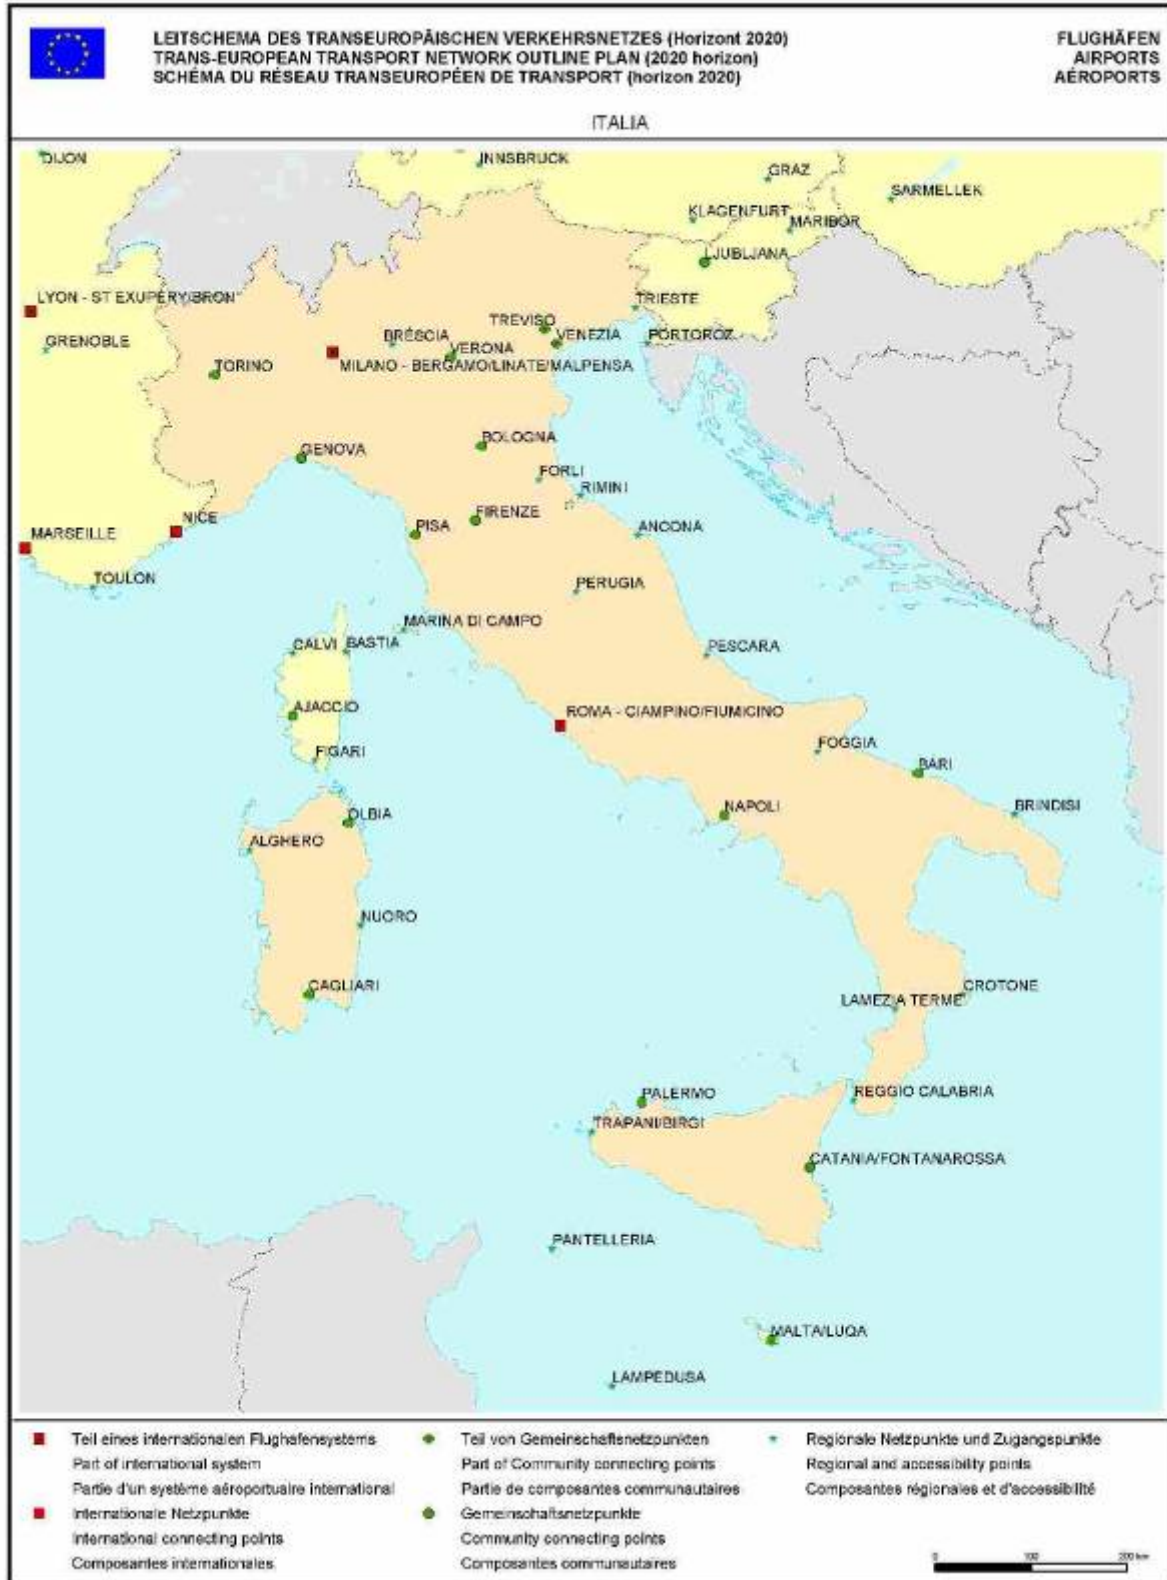 LEITSCHEMA DES TRANSEUROPÄISCHEN VERKEHRSNETZES (Horizont 2020)
TRANS-EUROPEAN TRANSPORT NETWORK OUTLINE PLAN (2020 horizon)
SCHÉMA DU RÉSEAU TRANSEUROPÉEN DE TRANSPORT (horizon 2020)
FLUGHÄFEN
AIRPORTS
AÉROPORTS
ITALIA
DIJON
INNSBRUCK
GRAZ
SARMELLEK
KLAGENFURT
MARIBOR
LJUBLJANA
LYON - ST EXUPERY/BRON
TRIESTE
TREVISO
VENEZIA
PORTOROZ
GRENOBLE
BRESCIA
VERONA
TORINO
MILANO - BERGAMO/LINATE/MALPENSA
BOLOGNA
GENOVA
FORLI
RIMINI
NICE
FIRENZE
PISA
ANCONA
MARSEILLE
TOULON
PERUGIA
MARINA DI CAMPO
CALVI
BASTIA
PESCARA
AJACCIO
ROMA - CIAMPINO/FIUMICINO
FIGARI
FOGGIA
BARI
NAPOLI
BRINDISI
OLBIA
ALGHERO
NUORO
CAGLIARI
CROTONE
LAMEZIA TERME
PALERMO
REGGIO CALABRIA
TRAPANI/BIRGI
CATANIA/FONTANAROSSA
PANTELLERIA
MALTA/LUQA
LAMPEDUSA
Teil eines internationalen Flughafensystems
Part of international system
Partie d'un système aéroportuaire international
Internationale Netzpunkte
International connecting points
Composantes internationales
Teil von Gemeinschaftsnetzpunkten
Part of Community connecting points
Partie de composantes communautaires
Gemeinschaftsnetzpunkte
Community connecting points
Composantes communautaires
Regionale Netzpunkte und Zugangspunkte
Regional and accessibility points
Composantes régionales et d'accessibilité
0 100 200 km